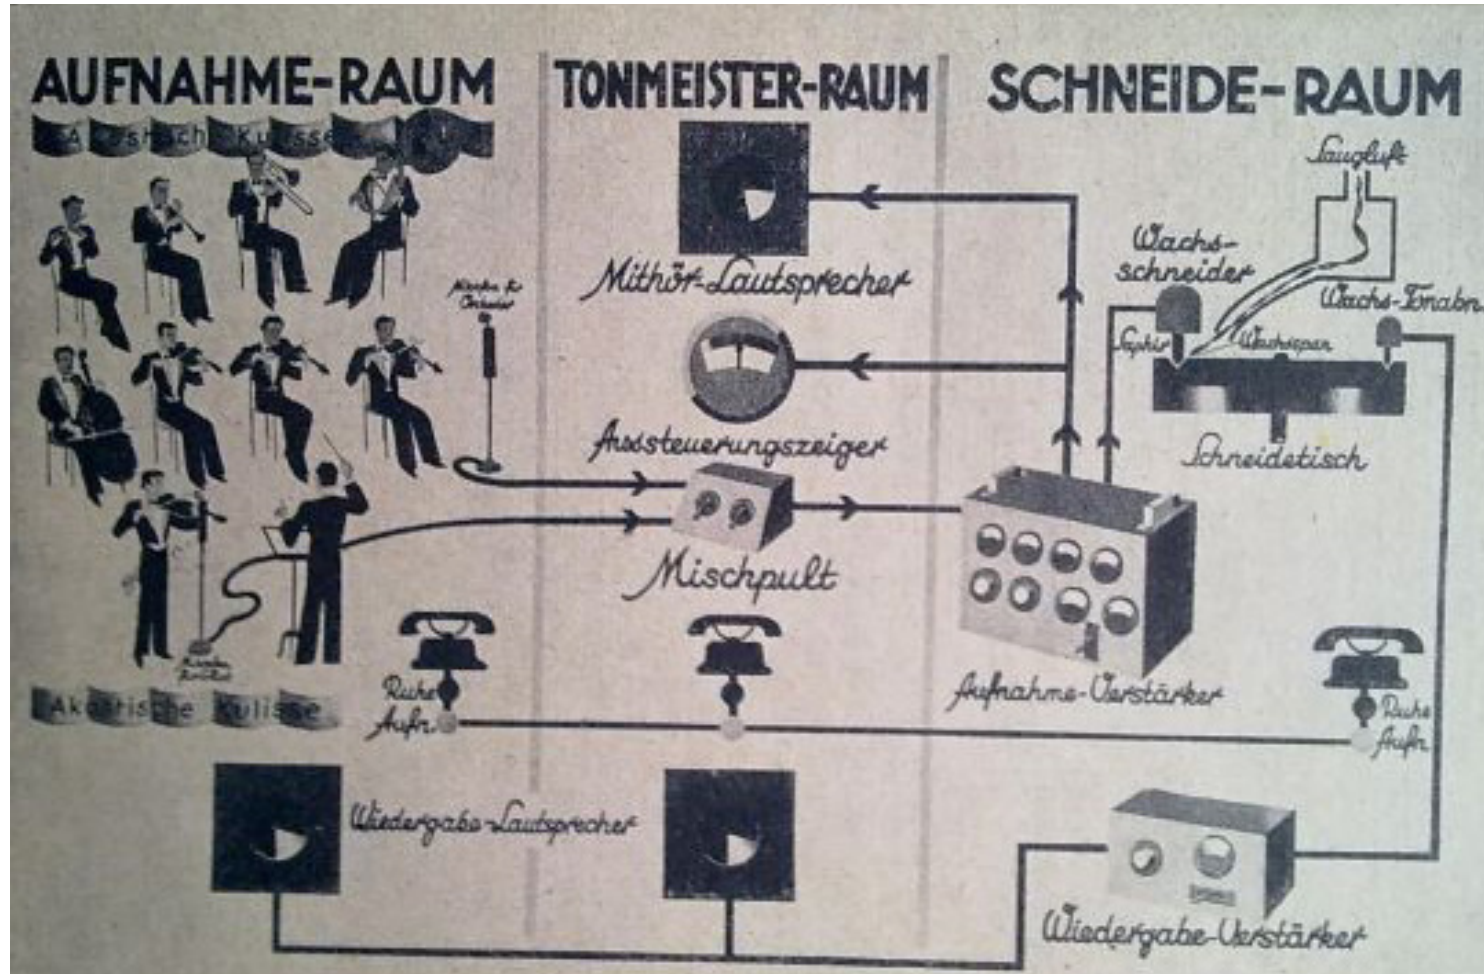 AUFNAHME-RAUM
TONMEISTER-RAUM
SCHNEIDE-RAUM
Kulisse
Saugluft
Wachs-
schneider
Wachs-Tonabn
Saphir
Wachsspan
Schneidetisch
Mithör-Lautsprecher
Aussteuerungszeiger
Mischpult
Aufnahme-Verstärker
Akustische Kulisse
Ruhe
Aufn.
Ruhe
Aufn.
Wiedergabe-Lautsprecher
Wiedergabe-Verstärker